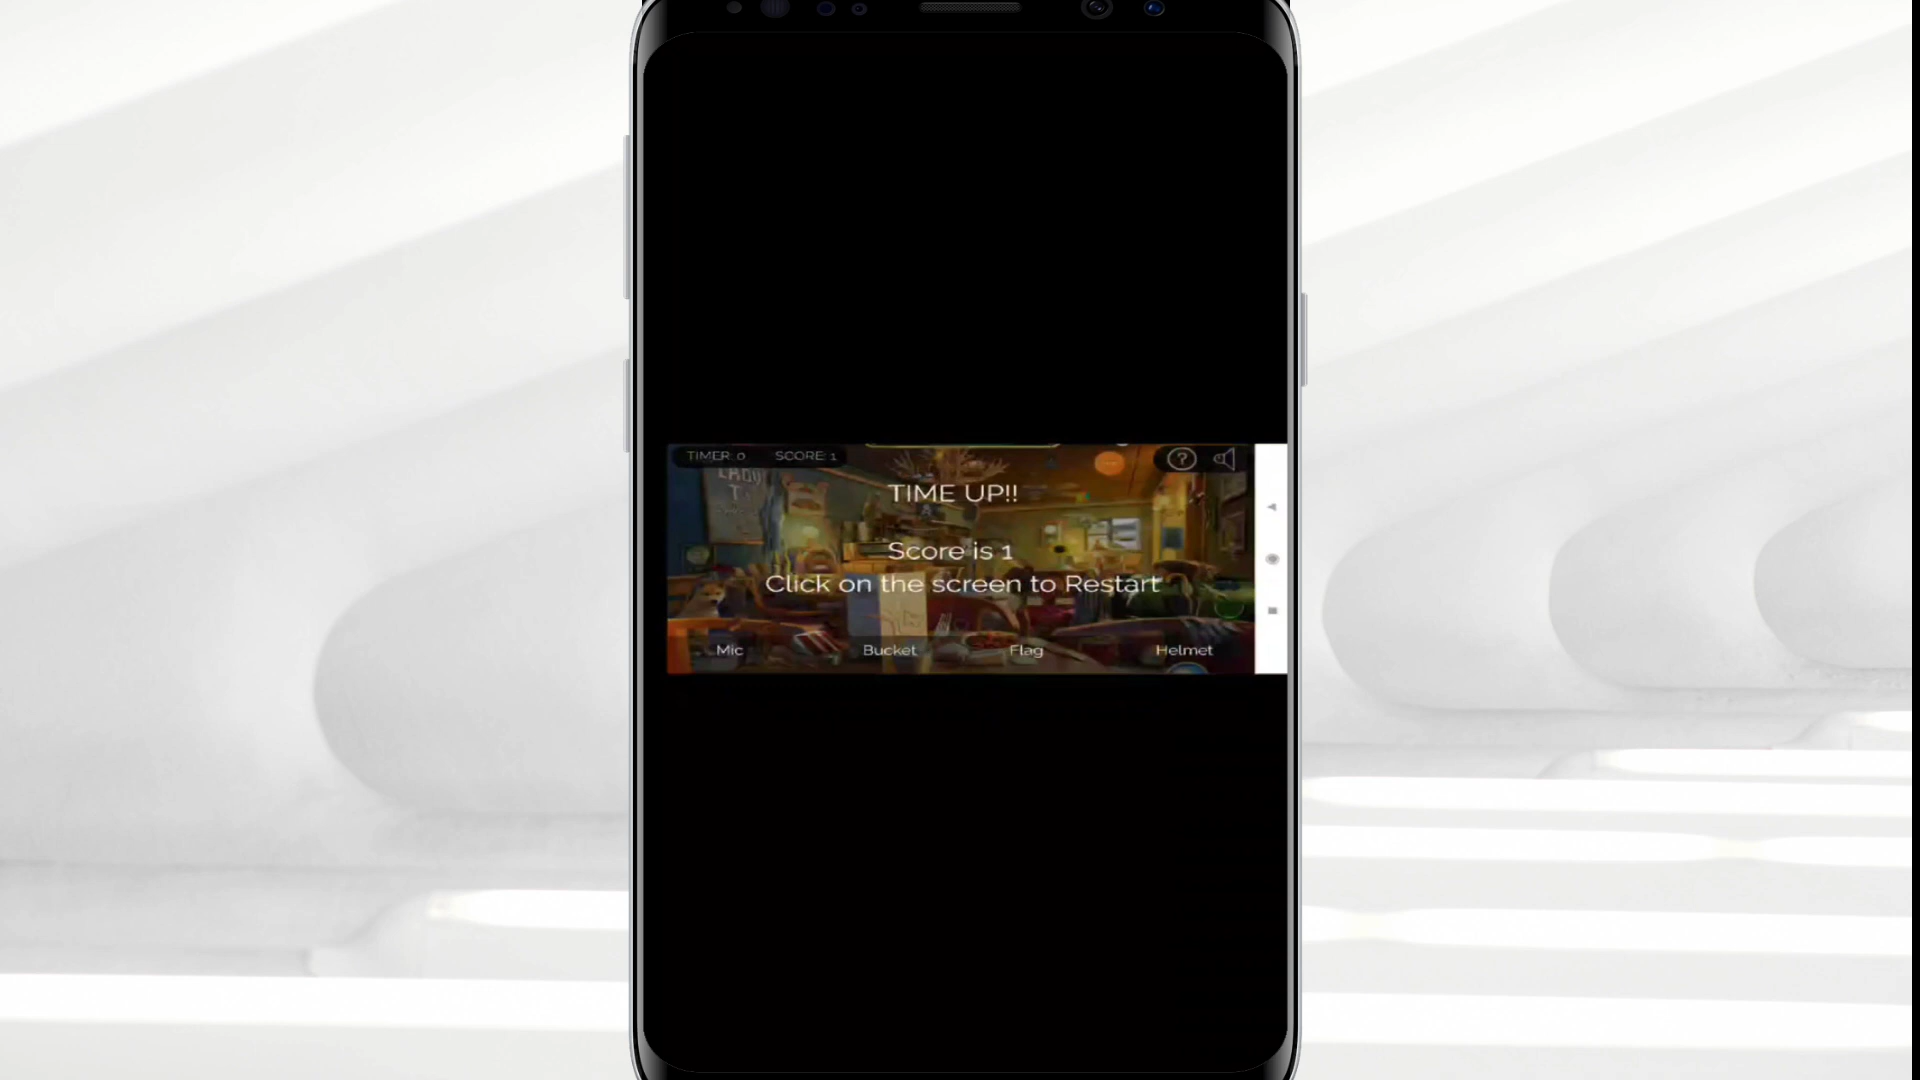 TIMER: 0 SCORE: 1
TIME UP!!
Score is 1
Click on the screen to Restart
Mic Bucket Flag Helmet